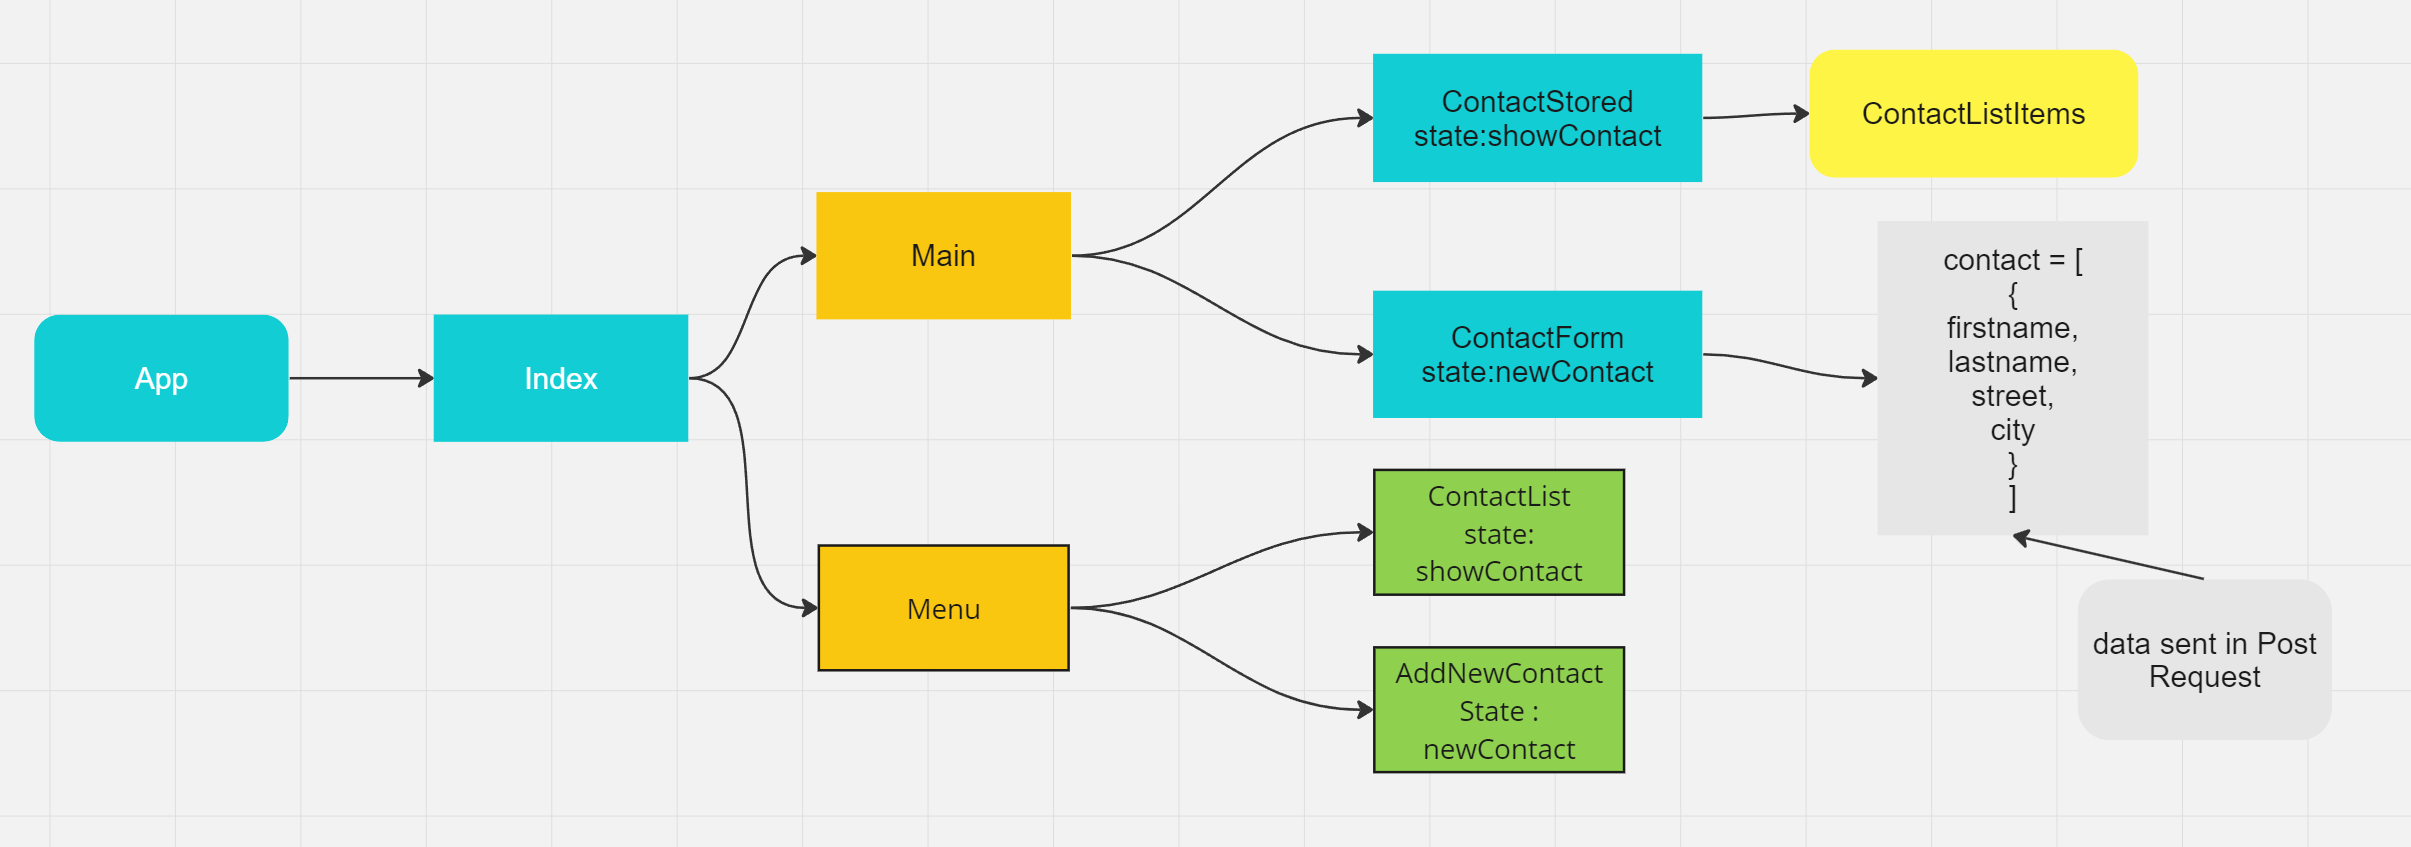 App
Index
Main
Menu
ContactStored
state:showContact
ContactListItems
ContactForm
state:newContact
contact = [
{
firstname,
lastname,
street,
city
}
]
ContactList
state:
showContact
AddNewContact
State :
newContact
data sent in Post
Request